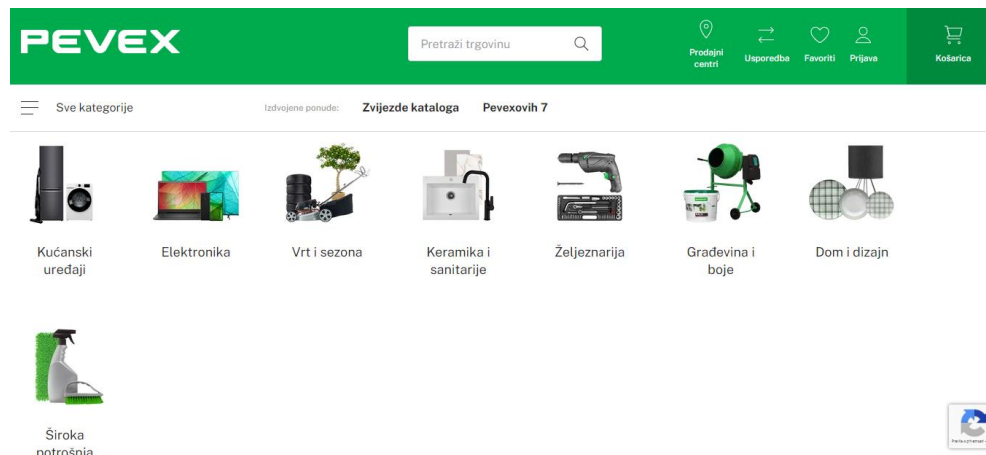 PEVEX
Pretraži trgovinu
Prodajni
centri
Usporedba
Favoriti
Prijava
Košarica
Sve kategorije
Izdvojene ponude:
Zvijezde kataloga
Pevexovih 7
Kućanski
uređaji
Elektronika
Vrt i sezona
Keramika i
sanitarije
Željeznarija
Građevina i
boje
Dom i dizajn
Široka
potrošnja